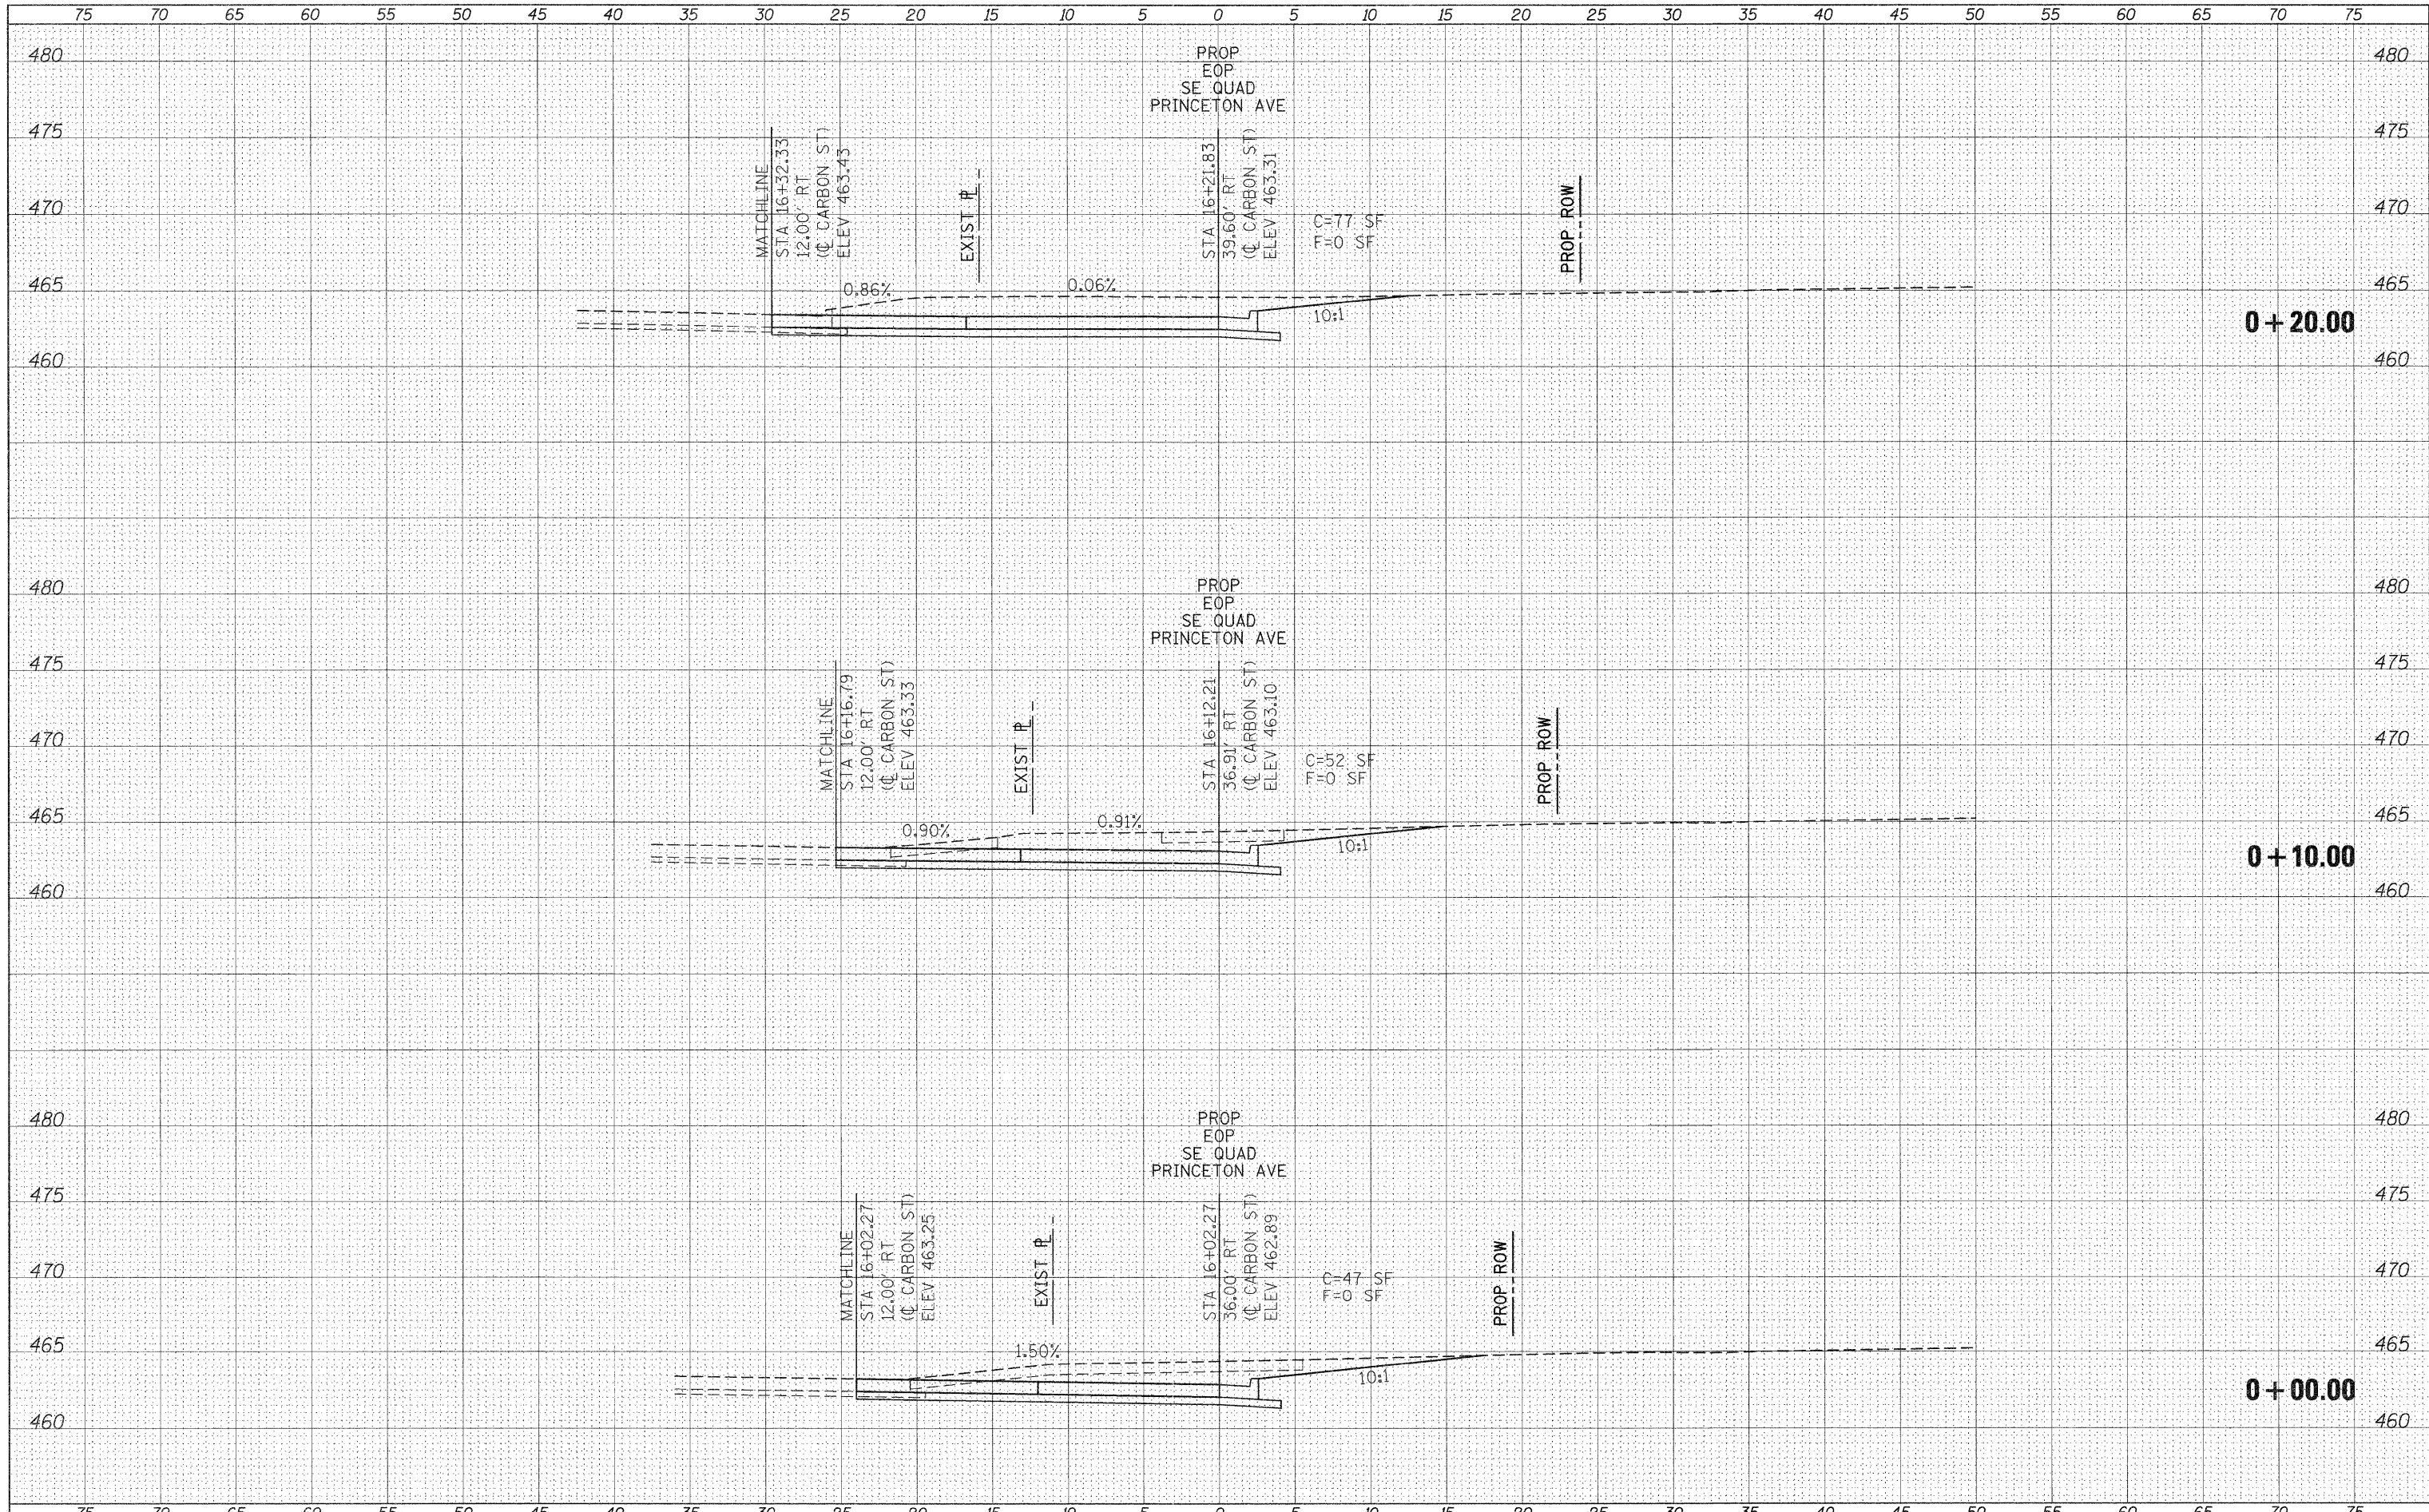 75 70 65 60 55 50 45 40 35 30 25 20 15 10 5 0 5 10 15 20 25 30 35 40 45 50 55 60 65 70 75
480 480
PROP
EOP
SE QUAD
PRINCETON AVE
475 475
MATCHLINE
STA 16+32.33
12.00' RT
(℄ CARBON ST)
ELEV 463.43
EXIST ⅊
STA 16+21.83
39.60' RT
(℄ CARBON ST)
ELEV 463.31
C=77 SF
F=0 SF
PROP ROW
470 470
465 465
0.86%
0.06%
10:1
0+20.00
460 460
480 480
PROP
EOP
SE QUAD
PRINCETON AVE
475 475
MATCHLINE
STA 16+16.79
12.00' RT
(℄ CARBON ST)
ELEV 463.33
EXIST ⅊
STA 16+12.21
36.91' RT
(℄ CARBON ST)
ELEV 463.10
C=52 SF
F=0 SF
PROP ROW
470 470
465 465
0.90%
0.91%
10:1
0+10.00
460 460
480 480
PROP
EOP
SE QUAD
PRINCETON AVE
475 475
MATCHLINE
STA 16+02.27
12.00' RT
(℄ CARBON ST)
ELEV 463.25
EXIST ⅊
STA 16+02.27
36.00' RT
(℄ CARBON ST)
ELEV 462.89
C=47 SF
F=0 SF
PROP ROW
470 470
465 465
1.50%
10:1
0+00.00
460 460
75 70 65 60 55 50 45 40 35 30 25 20 15 10 5 0 5 10 15 20 25 30 35 40 45 50 55 60 65 70 75